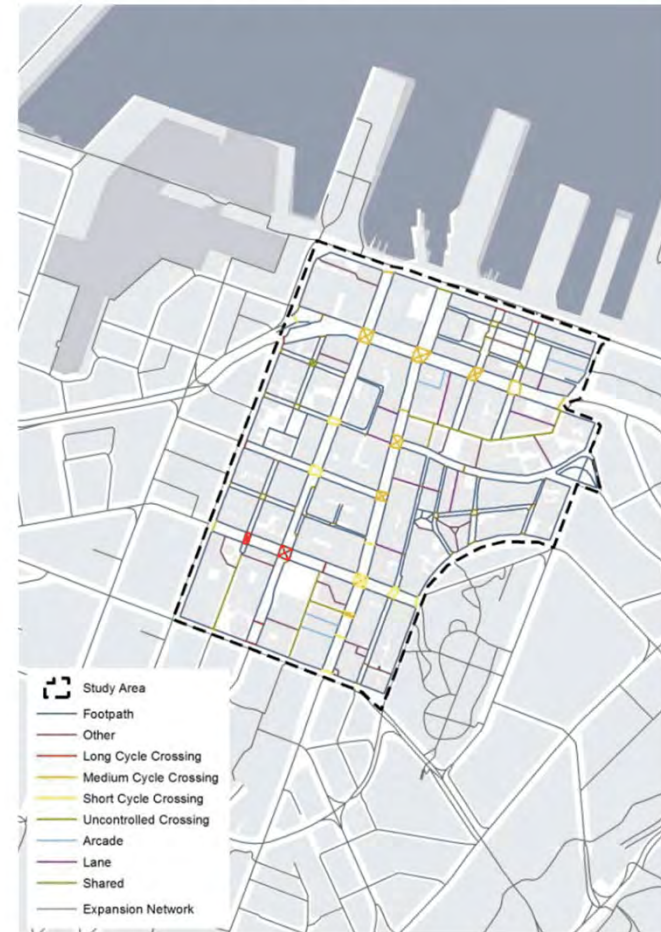 Study Area
Footpath
Other
Long Cycle Crossing
Medium Cycle Crossing
Short Cycle Crossing
Uncontrolled Crossing
Arcade
Lane
Shared
Expansion Network